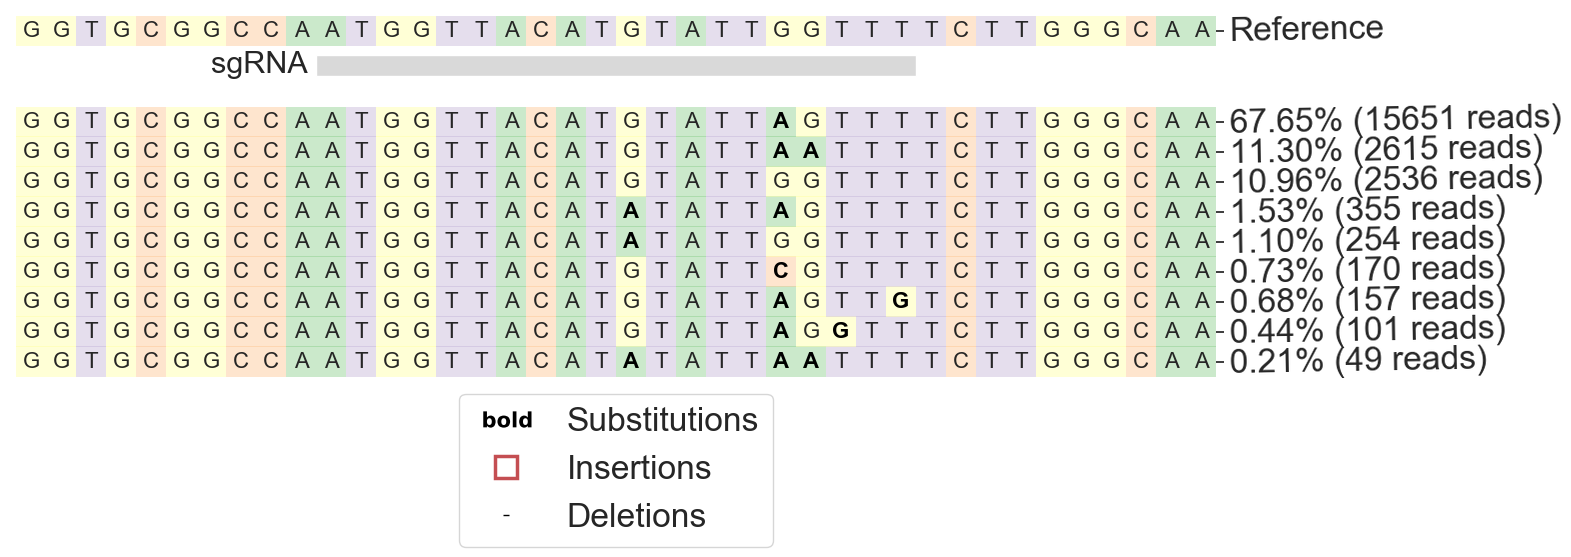 G G T G C G G C C A A T G G T T A C A T G T A T T G G T T T T C T T G G G C A A Reference
sgRNA
G G T G C G G C C A A T G G T T A C A T G T A T T A G T T T T C T T G G G C A A 67.65% (15651 reads)
G G T G C G G C C A A T G G T T A C A T G T A T T A A T T T T C T T G G G C A A 11.30% (2615 reads)
G G T G C G G C C A A T G G T T A C A T G T A T T G G T T T T C T T G G G C A A 10.96% (2536 reads)
G G T G C G G C C A A T G G T T A C A T A T A T T A G T T T T C T T G G G C A A 1.53% (355 reads)
G G T G C G G C C A A T G G T T A C A T A T A T T G G T T T T C T T G G G C A A 1.10% (254 reads)
G G T G C G G C C A A T G G T T A C A T G T A T T C G T T T T C T T G G G C A A 0.73% (170 reads)
G G T G C G G C C A A T G G T T A C A T G T A T T A G T T G T C T T G G G C A A 0.68% (157 reads)
G G T G C G G C C A A T G G T T A C A T G T A T T A G G T T T C T T G G G C A A 0.44% (101 reads)
G G T G C G G C C A A T G G T T A C A T A T A T T A A T T T T C T T G G G C A A 0.21% (49 reads)
bold Substitutions
Insertions
- Deletions